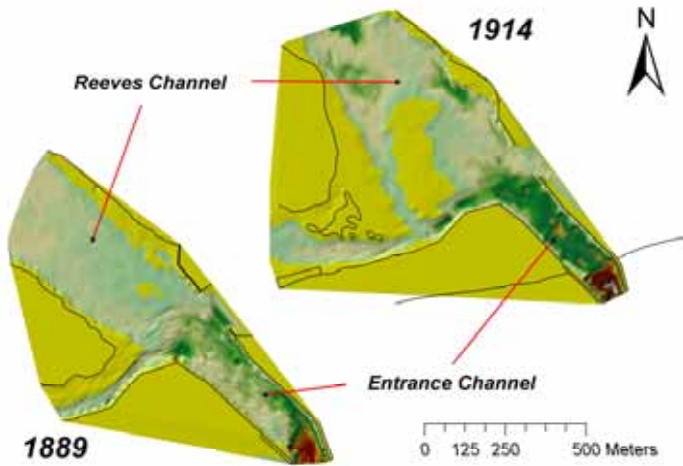 1914
N
Reeves Channel
Entrance Channel
1889
0 125 250 500 Meters